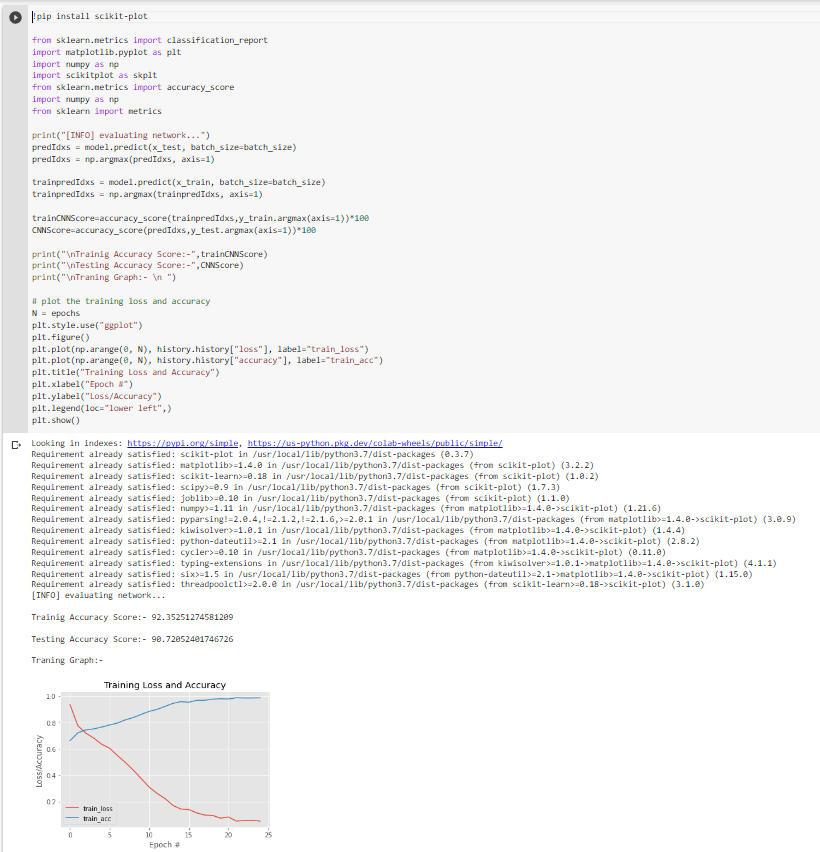 !pip install scikit-plot
from sklearn.metrics import classification_report
import matplotlib.pyplot as plt
import numpy as np
import scikitplot as skplt
from sklearn.metrics import accuracy_score
import numpy as np
from sklearn import metrics
print("[INFO] evaluating network...")
predIdxs = model.predict(x_test, batch_size=batch_size)
predIdxs = np.argmax(predIdxs, axis=1)
trainpredIdxs = model.predict(x_train, batch_size=batch_size)
trainpredIdxs = np.argmax(trainpredIdxs, axis=1)
trainCNNScore=accuracy_score(trainpredIdxs,y_train.argmax(axis=1))*100
CNNScore=accuracy_score(predIdxs,y_test.argmax(axis=1))*100
print("\nTrainig Accuracy Score:-",trainCNNScore)
print("\nTesting Accuracy Score:-",CNNScore)
print("\nTraning Graph:- \n ")
# plot the training loss and accuracy
N = epochs
plt.style.use("ggplot")
plt.figure()
plt.plot(np.arange(0, N), history.history["loss"], label="train_loss")
plt.plot(np.arange(0, N), history.history["accuracy"], label="train_acc")
plt.title("Training Loss and Accuracy")
plt.xlabel("Epoch #")
plt.ylabel("Loss/Accuracy")
plt.legend(loc="lower left",)
plt.show()
Looking in indexes: https://pypi.org/simple, https://us-python.pkg.dev/colab-wheels/public/simple/
Requirement already satisfied: scikit-plot in /usr/local/lib/python3.7/dist-packages (0.3.7)
Requirement already satisfied: matplotlib>=1.4.0 in /usr/local/lib/python3.7/dist-packages (from scikit-plot) (3.2.2)
Requirement already satisfied: scikit-learn>=0.18 in /usr/local/lib/python3.7/dist-packages (from scikit-plot) (1.0.2)
Requirement already satisfied: scipy>=0.9 in /usr/local/lib/python3.7/dist-packages (from scikit-plot) (1.7.3)
Requirement already satisfied: joblib>=0.10 in /usr/local/lib/python3.7/dist-packages (from scikit-plot) (1.1.0)
Requirement already satisfied: numpy>=1.11 in /usr/local/lib/python3.7/dist-packages (from matplotlib>=1.4.0->scikit-plot) (1.21.6)
Requirement already satisfied: pyparsing!=2.0.4,!=2.1.2,!=2.1.6,>=2.0.1 in /usr/local/lib/python3.7/dist-packages (from matplotlib>=1.4.0->scikit-plot) (3.0.9)
Requirement already satisfied: kiwisolver>=1.0.1 in /usr/local/lib/python3.7/dist-packages (from matplotlib>=1.4.0->scikit-plot) (1.4.4)
Requirement already satisfied: python-dateutil>=2.1 in /usr/local/lib/python3.7/dist-packages (from matplotlib>=1.4.0->scikit-plot) (2.8.2)
Requirement already satisfied: cycler>=0.10 in /usr/local/lib/python3.7/dist-packages (from matplotlib>=1.4.0->scikit-plot) (0.11.0)
Requirement already satisfied: typing-extensions in /usr/local/lib/python3.7/dist-packages (from kiwisolver>=1.0.1->matplotlib>=1.4.0->scikit-plot) (4.1.1)
Requirement already satisfied: six>=1.5 in /usr/local/lib/python3.7/dist-packages (from python-dateutil>=2.1->matplotlib>=1.4.0->scikit-plot) (1.15.0)
Requirement already satisfied: threadpoolctl>=2.0.0 in /usr/local/lib/python3.7/dist-packages (from scikit-learn>=0.18->scikit-plot) (3.1.0)
[INFO] evaluating network...
Trainig Accuracy Score:- 92.35251274581209
Testing Accuracy Score:- 90.72052401746726
Traning Graph:-
Training Loss and Accuracy
1.0
0.8
0.6
0.4
0.2
Loss/Accuracy
train_loss
train_acc
0 5 10 15 20 25
Epoch #